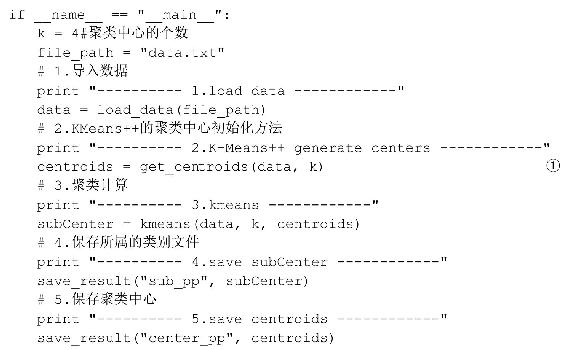 if __name__ == "__main__":
    k = 4#聚类中心的个数
    file_path = "data.txt"
    # 1.导入数据
    print "---------- 1.load data ------------"
    data = load_data(file_path)
    # 2.KMeans++的聚类中心初始化方法
    print "---------- 2.K-Means++ generate centers ------------"
    centroids = get_centroids(data, k) ①
    # 3.聚类计算
    print "---------- 3.kmeans ------------"
    subCenter = kmeans(data, k, centroids)
    # 4.保存所属的类别文件
    print "---------- 4.save subCenter ------------"
    save_result("sub_pp", subCenter)
    # 5.保存聚类中心
    print "---------- 5.save centroids ------------"
    save_result("center_pp", centroids)